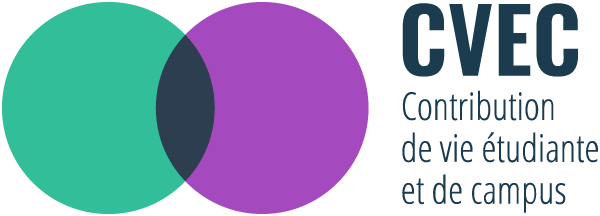 CVEC
Contribution
de vie étudiante
et de campus